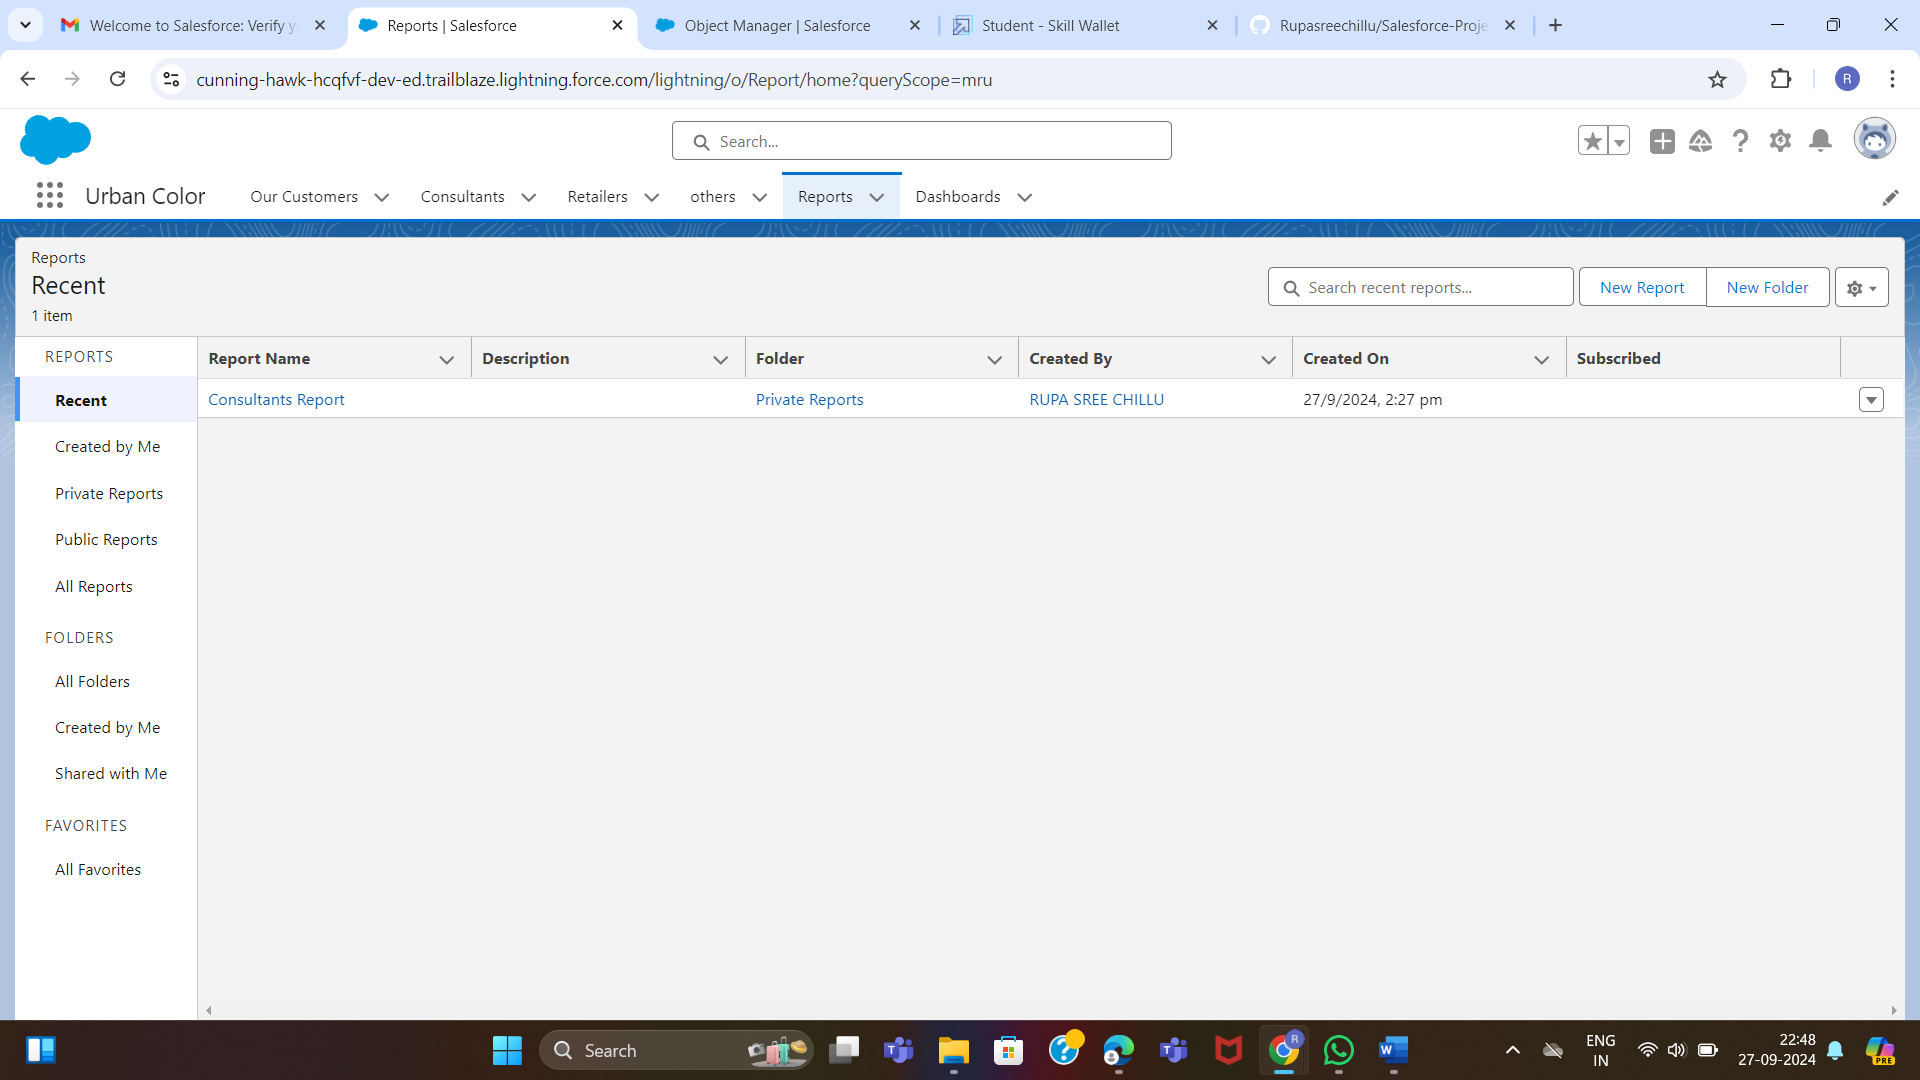 Welcome to Salesforce: Verify y
Reports | Salesforce
Object Manager | Salesforce
Student - Skill Wallet
Rupasreechillu/Salesforce-Proje
cunning-hawk-hcqfvf-dev-ed.trailblaze.lightning.force.com/lightning/o/Report/home?queryScope=mru
R
Search...
Urban Color
Our Customers
Consultants
Retailers
others
Reports
Dashboards
Reports
Recent
1 item
Search recent reports...
New Report
New Folder
REPORTS
Report Name
Description
Folder
Created By
Created On
Subscribed
Recent
Consultants Report
Private Reports
RUPA SREE CHILLU
27/9/2024, 2:27 pm
Created by Me
Private Reports
Public Reports
All Reports
FOLDERS
All Folders
Created by Me
Shared with Me
FAVORITES
All Favorites
Search
R
ENG
IN
22:48
27-09-2024
PRE